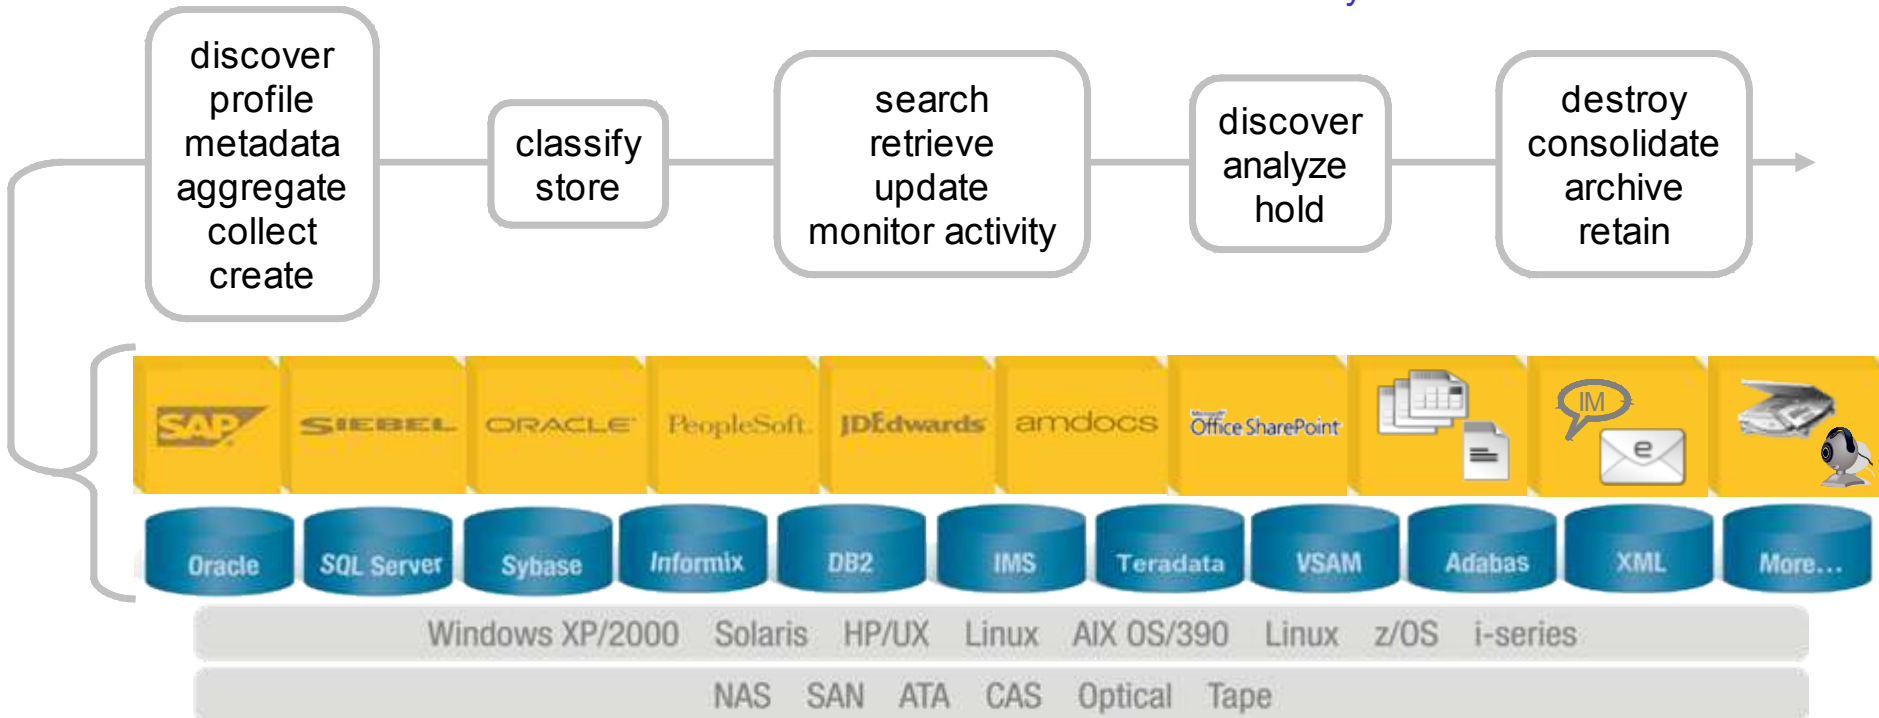 y
discover
profile
metadata
aggregate
collect
create
classify
store
search
retrieve
update
monitor activity
discover
analyze
hold
destroy
consolidate
archive
retain
SAP
SIEBEL
ORACLE
PeopleSoft.
JDEdwards
amdocs
Microsoft
Office SharePoint
IM
e
Oracle
SQL Server
Sybase
Informix
DB2
IMS
Teradata
VSAM
Adabas
XML
More...
Windows XP/2000 Solaris HP/UX Linux AIX OS/390 Linux z/OS i-series
NAS SAN ATA CAS Optical Tape